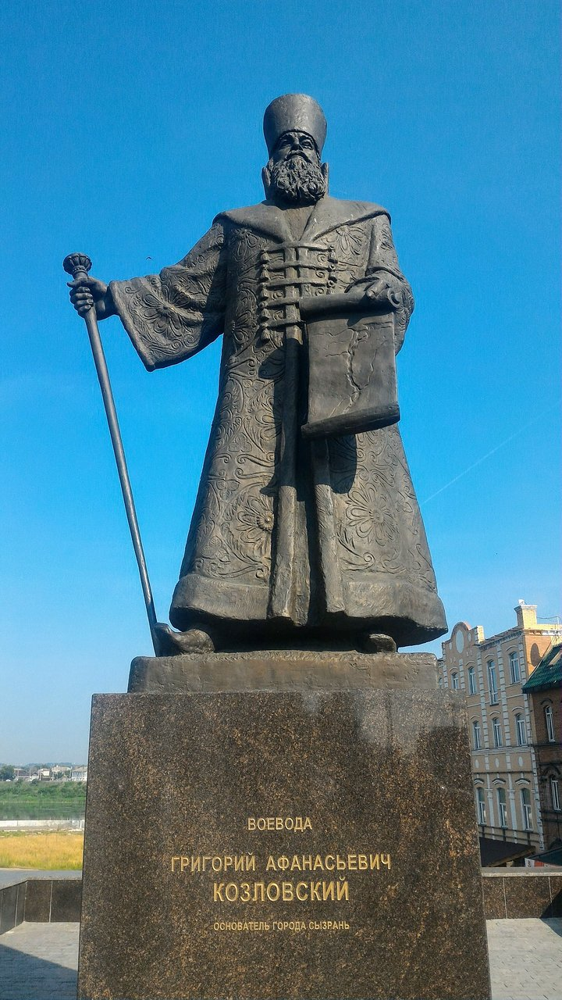 ВОЕВОДА
ГРИГОРИЙ АФАНАСЬЕВИЧ
КОЗЛОВСКИЙ
ОСНОВАТЕЛЬ ГОРОДА СЫЗРАНЬ